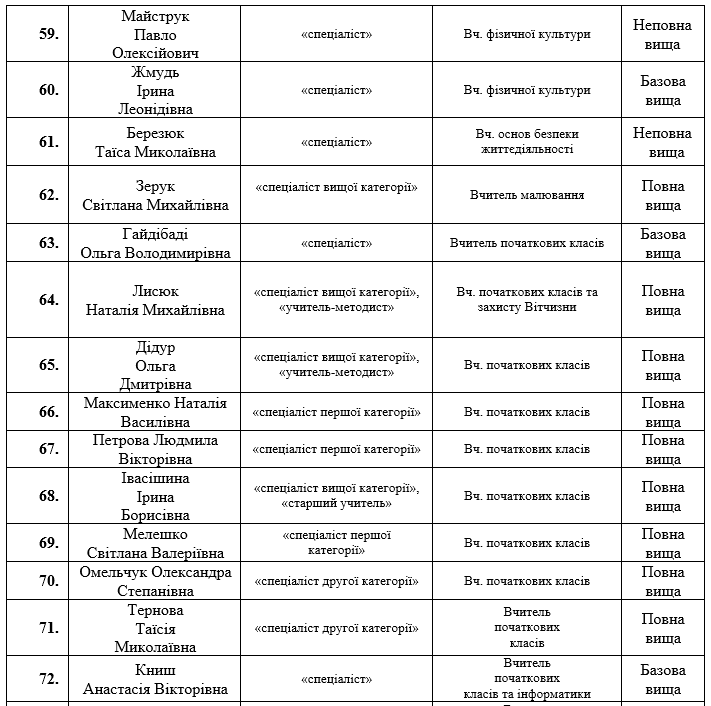 59.
Майструк
Павло
Олексійович
«спеціаліст»
Вч. фізичної культури
Неповна
вища
60.
Жмудь
Ірина
Леонідівна
«спеціаліст»
Вч. фізичної культури
Базова
вища
61.
Березюк
Таїса Миколаївна
«спеціаліст»
Вч. основ безпеки
життєдіяльності
Неповна
вища
62.
Зерук
Світлана Михайлівна
«спеціаліст вищої категорії»
Вчитель малювання
Повна
вища
63.
Гайдібаді
Ольга Володимирівна
«спеціаліст»
Вчитель початкових класів
Базова
вища
64.
Лисюк
Наталія Михайлівна
«спеціаліст вищої категорії»,
«учитель-методист»
Вч. початкових класів та
захисту Вітчизни
Повна
вища
65.
Дідур
Ольга
Дмитрівна
«спеціаліст вищої категорії»,
«учитель-методист»
Вч. початкових класів
Повна
вища
66.
Максименко Наталія
Василівна
«спеціаліст першої категорії»
Вч. початкових класів
Повна
вища
67.
Петрова Людмила
Вікторівна
«спеціаліст першої категорії»
Вч. початкових класів
Повна
вища
68.
Івасішина
Ірина
Борисівна
«спеціаліст вищої категорії»,
«старший учитель»
Вч. початкових класів
Повна
вища
69.
Мелешко
Світлана Валеріївна
«спеціаліст першої
категорії»
Вч. початкових класів
Повна
вища
70.
Омельчук Олександра
Степанівна
«спеціаліст другої категорії»
Вч. початкових класів
Повна
вища
71.
Тернова
Таїсія
Миколаївна
«спеціаліст другої категорії»
Вчитель
початкових
класів
Повна
вища
72.
Книш
Анастасія Вікторівна
«спеціаліст»
Вчитель
початкових
класів та інформатики
Базова
вища